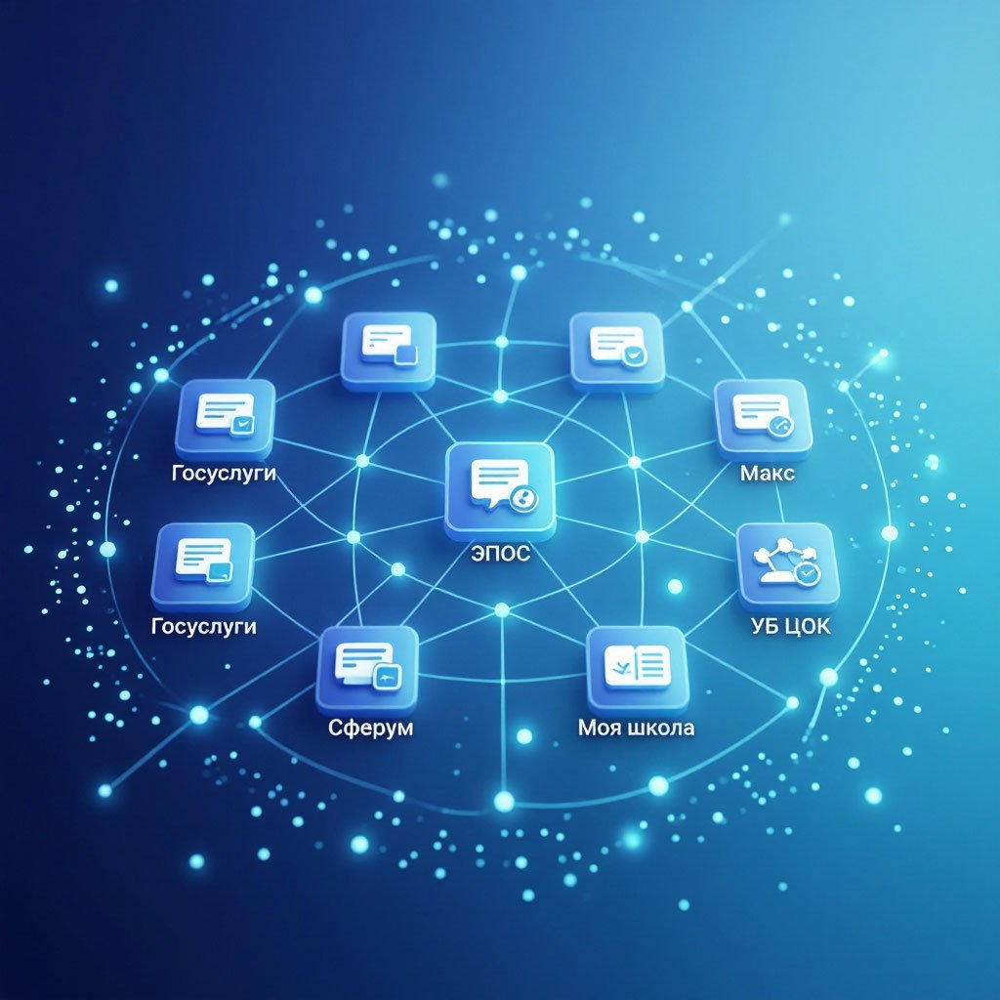 Госуслуги
Макс
ЭПОС
Госуслуги
УБ ЦОК
Сферум
Моя школа